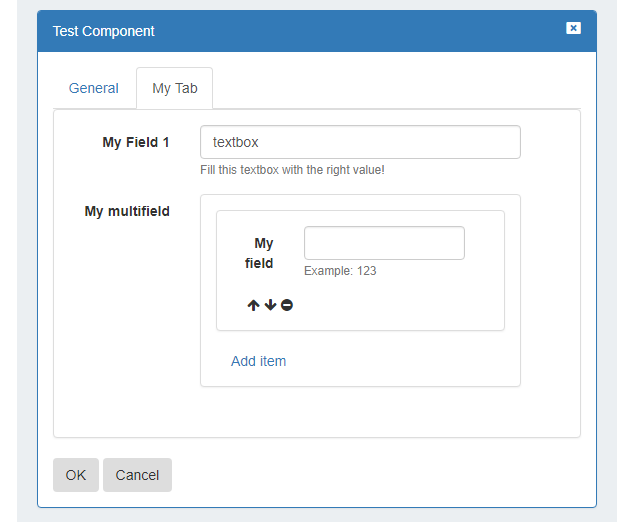 Test Component
General My Tab
My Field 1 textbox
Fill this textbox with the right value!
My multifield
My
field
Example: 123
Add item
OK Cancel